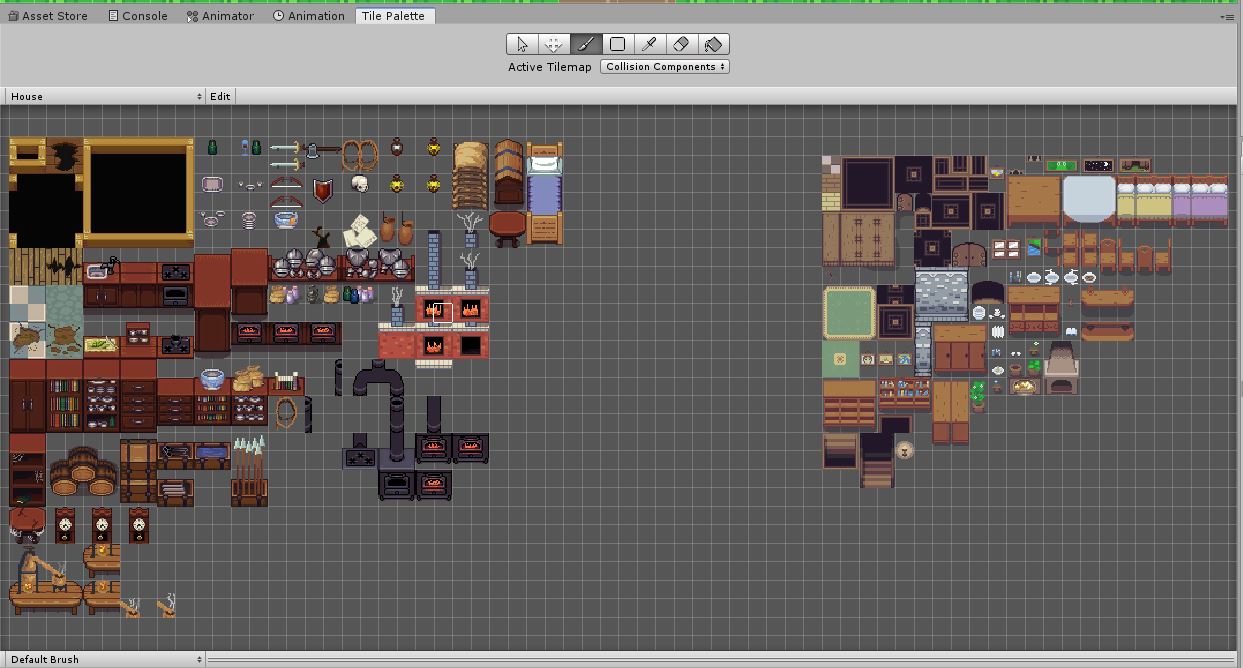 Asset Store Console Animator Animation Tile Palette
Active Tilemap Collision Components
House Edit
Default Brush